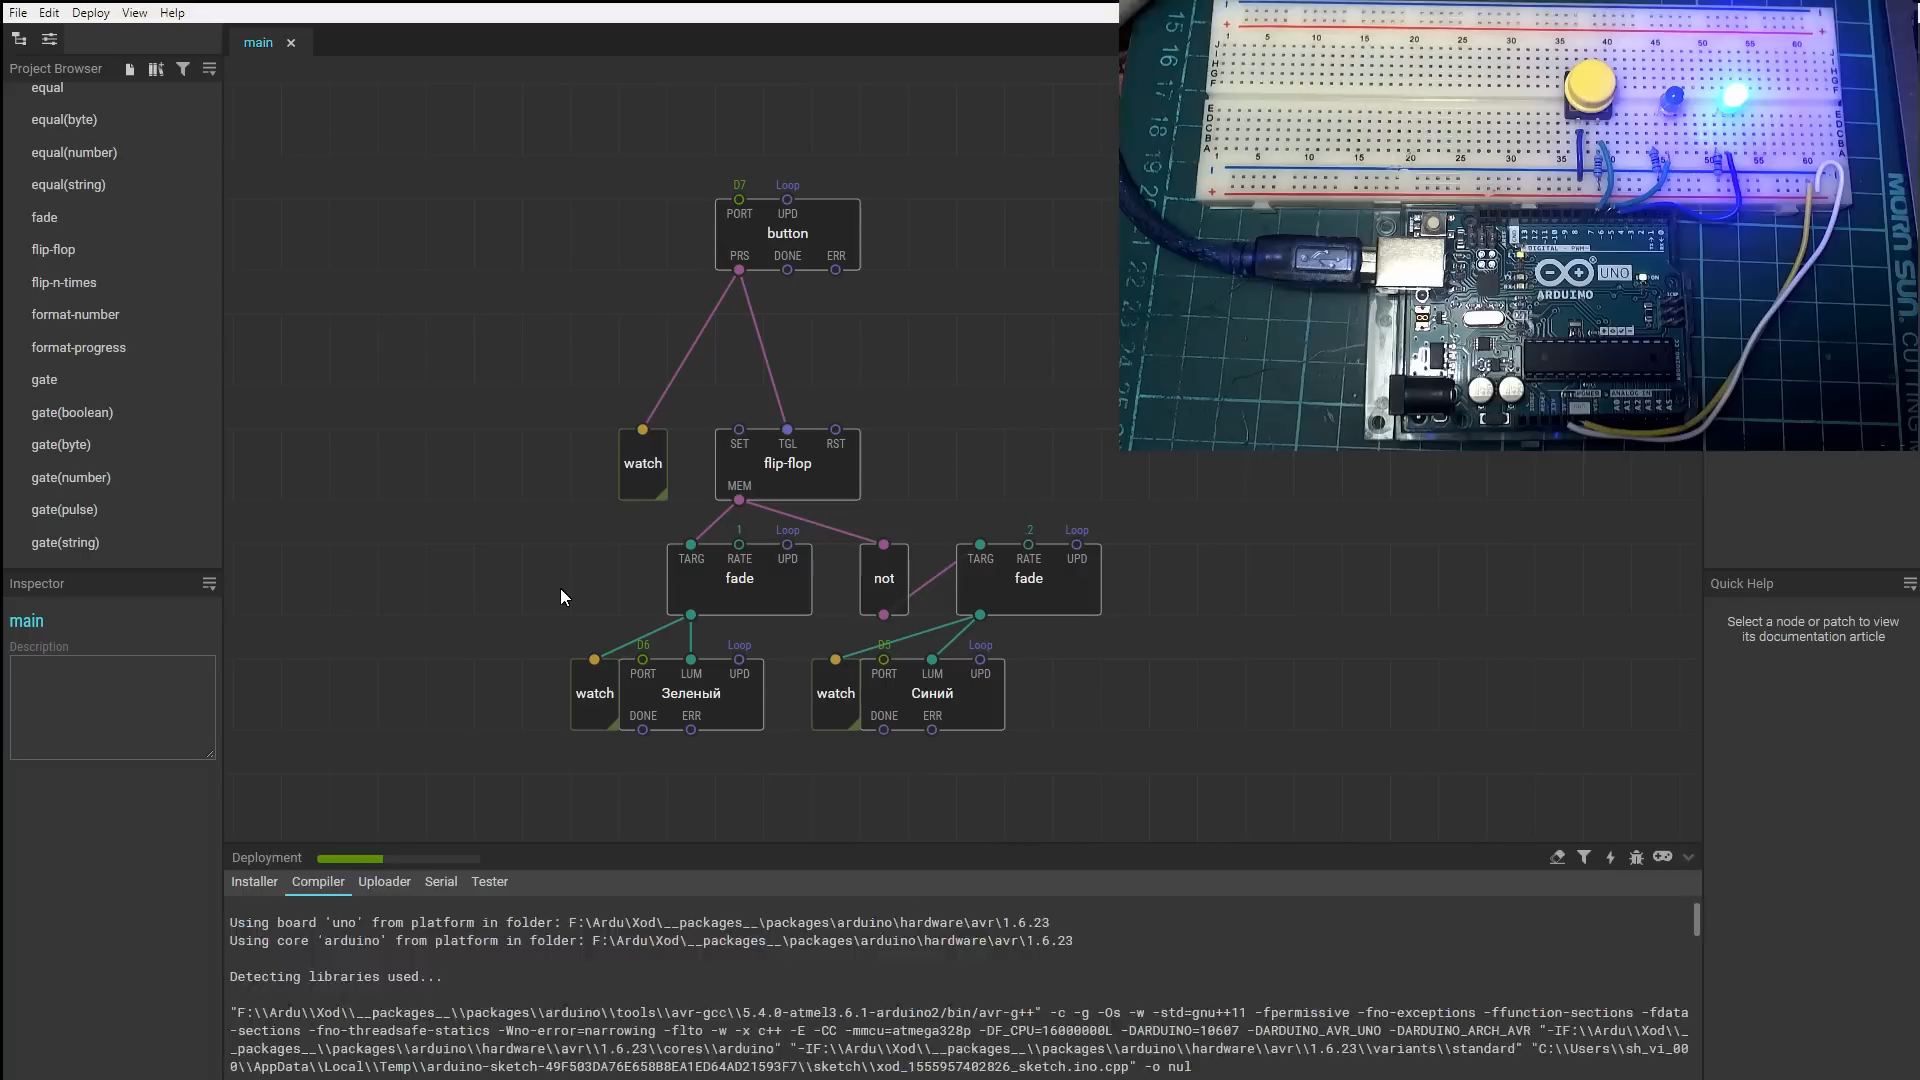 File Edit Deploy View Help
main
Project Browser
equal
equal(byte)
equal(number)
equal(string)
fade
flip-flop
flip-n-times
format-number
format-progress
gate
gate(boolean)
gate(byte)
gate(number)
gate(pulse)
gate(string)
Inspector
main
Description
D7 Loop
PORT UPD
button
PRS DONE ERR
SET TGL RST
watch flip-flop
MEM
1 Loop .2 Loop
TARG RATE UPD TARG RATE UPD
fade not fade
D6 Loop D5 Loop
PORT LUM UPD PORT LUM UPD
watch Зеленый watch Синий
DONE ERR DONE ERR
UNO
ARDUINO
Quick Help
Select a node or patch to view
its documentation article
Deployment
Installer Compiler Uploader Serial Tester
Using board 'uno' from platform in folder: F:\Ardu\Xod\__packages__\packages\arduino\hardware\avr\1.6.23
Using core 'arduino' from platform in folder: F:\Ardu\Xod\__packages__\packages\arduino\hardware\avr\1.6.23
Detecting libraries used...
"F:\\Ardu\\Xod\\__packages__\\packages\\arduino\\tools\\avr-gcc\\5.4.0-atmel3.6.1-arduino2/bin/avr-g++" -c -g -Os -w -std=gnu++11 -fpermissive -fno-exceptions -ffunction-sections -fdata
-sections -fno-threadsafe-statics -Wno-error=narrowing -flto -w -x c++ -E -CC -mmcu=atmega328p -DF_CPU=16000000L -DARDUINO=10607 -DARDUINO_AVR_UNO -DARDUINO_ARCH_AVR "-IF:\\Ardu\\Xod\\_
_packages__\\packages\\arduino\\hardware\\avr\\1.6.23\\cores\\arduino" "-IF:\\Ardu\\Xod\\__packages__\\packages\\arduino\\hardware\\avr\\1.6.23\\variants\\standard" "C:\\Users\\sh_vi_00
0\\AppData\\Local\\Temp\\arduino-sketch-49F503DA76E658B8EA1ED64AD21593F7\\sketch\\xod_1555957402826_sketch.ino.cpp" -o nul